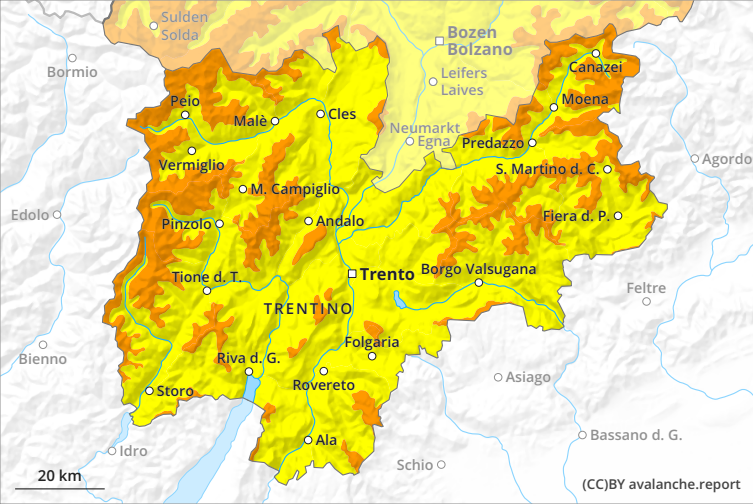 Sulden
Solda
Bozen
Bolzano
Bormio
Canazei
Leifers
Laives
Peio
Moena
Malè
Cles
Neumarkt
Egna
Predazzo
Vermiglio
Agordo
S. Martino d. C.
M. Campiglio
Edolo
Pinzolo
Andalo
Fiera d. P.
Trento
Borgo Valsugana
Tione d. T.
Feltre
TRENTINO
Folgaria
Bienno
Riva d. G.
Rovereto
Asiago
Storo
Ala
Bassano d. G.
Idro
Schio
20 km
(CC)BY avalanche.report